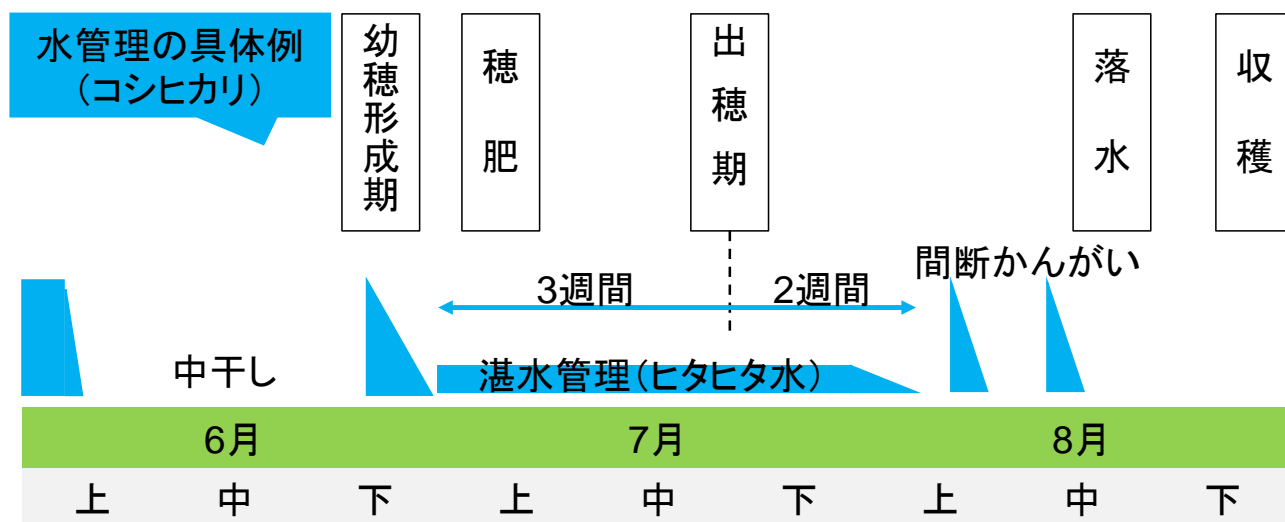 水管理の具体例
（コシヒカリ）
幼穂形成期
穂肥
出穂期
落水
収穫
間断かんがい
3週間
2週間
中干し
湛水管理（ヒタヒタ水）
6月
7月
8月
上
中
下
上
中
下
上
中
下